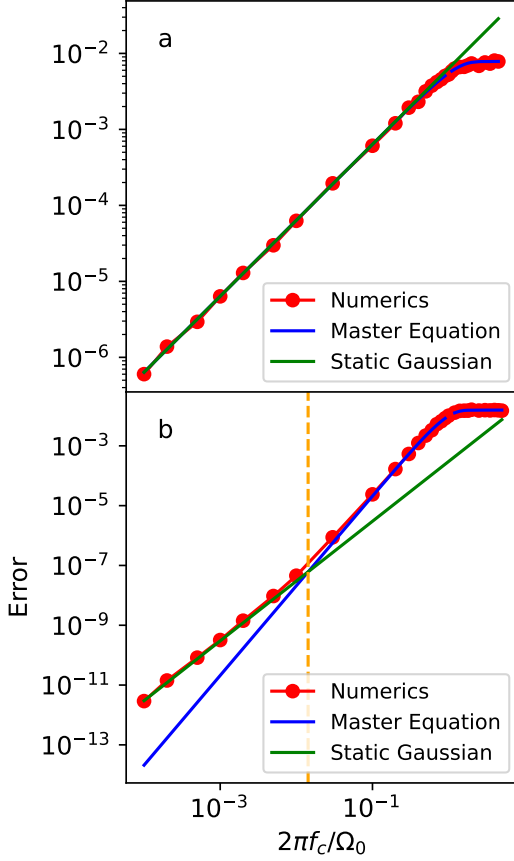 a
10⁻²
10⁻³
10⁻⁴
10⁻⁵
10⁻⁶
Numerics
Master Equation
Static Gaussian
b
10⁻³
10⁻⁵
10⁻⁷
10⁻⁹
10⁻¹¹
10⁻¹³
Error
Numerics
Master Equation
Static Gaussian
10⁻³
10⁻¹
2πf_c/Ω₀